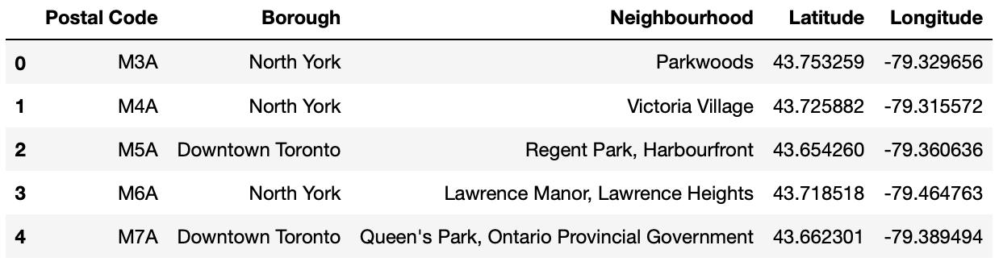 Postal Code Borough Neighbourhood Latitude Longitude
0 M3A North York Parkwoods 43.753259 -79.329656
1 M4A North York Victoria Village 43.725882 -79.315572
2 M5A Downtown Toronto Regent Park, Harbourfront 43.654260 -79.360636
3 M6A North York Lawrence Manor, Lawrence Heights 43.718518 -79.464763
4 M7A Downtown Toronto Queen's Park, Ontario Provincial Government 43.662301 -79.389494